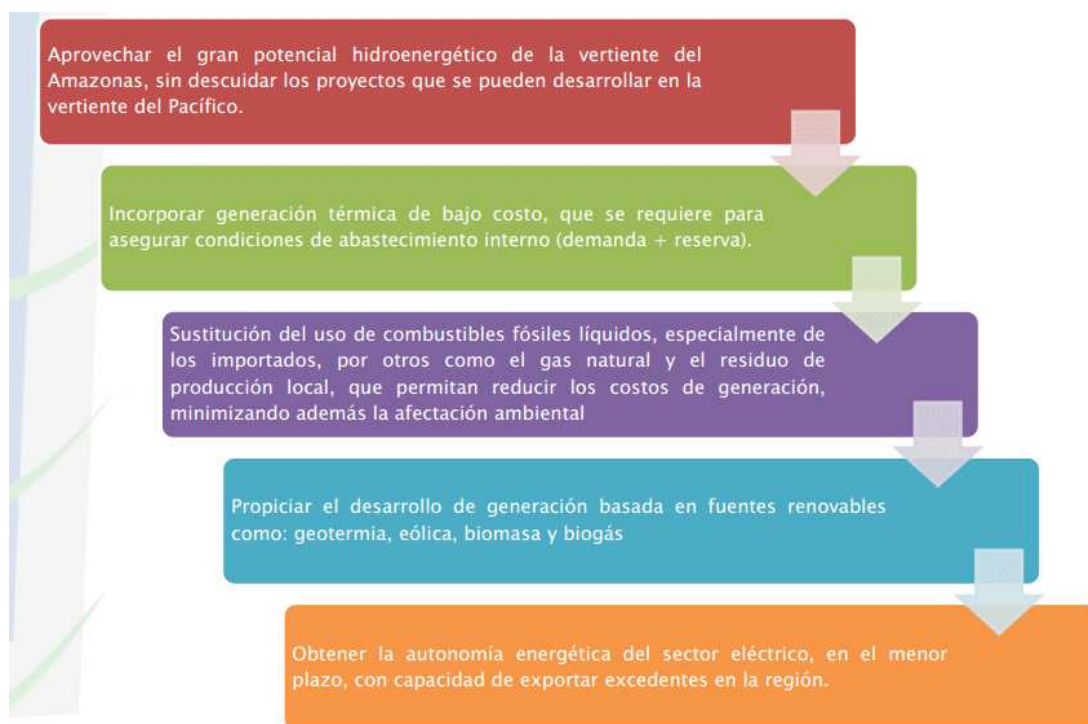 Aprovechar el gran potencial hidroenergético de la vertiente del
Amazonas, sin descuidar los proyectos que se pueden desarrollar en la
vertiente del Pacífico.
Incorporar generación térmica de bajo costo, que se requiere para
asegurar condiciones de abastecimiento interno (demanda + reserva).
Sustitución del uso de combustibles fósiles líquidos, especialmente de
los importados, por otros como el gas natural y el residuo de
producción local, que permitan reducir los costos de generación,
minimizando además la afectación ambiental
Propiciar el desarrollo de generación basada en fuentes renovables
como: geotermia, eólica, biomasa y biogás
Obtener la autonomía energética del sector eléctrico, en el menor
plazo, con capacidad de exportar excedentes en la región.